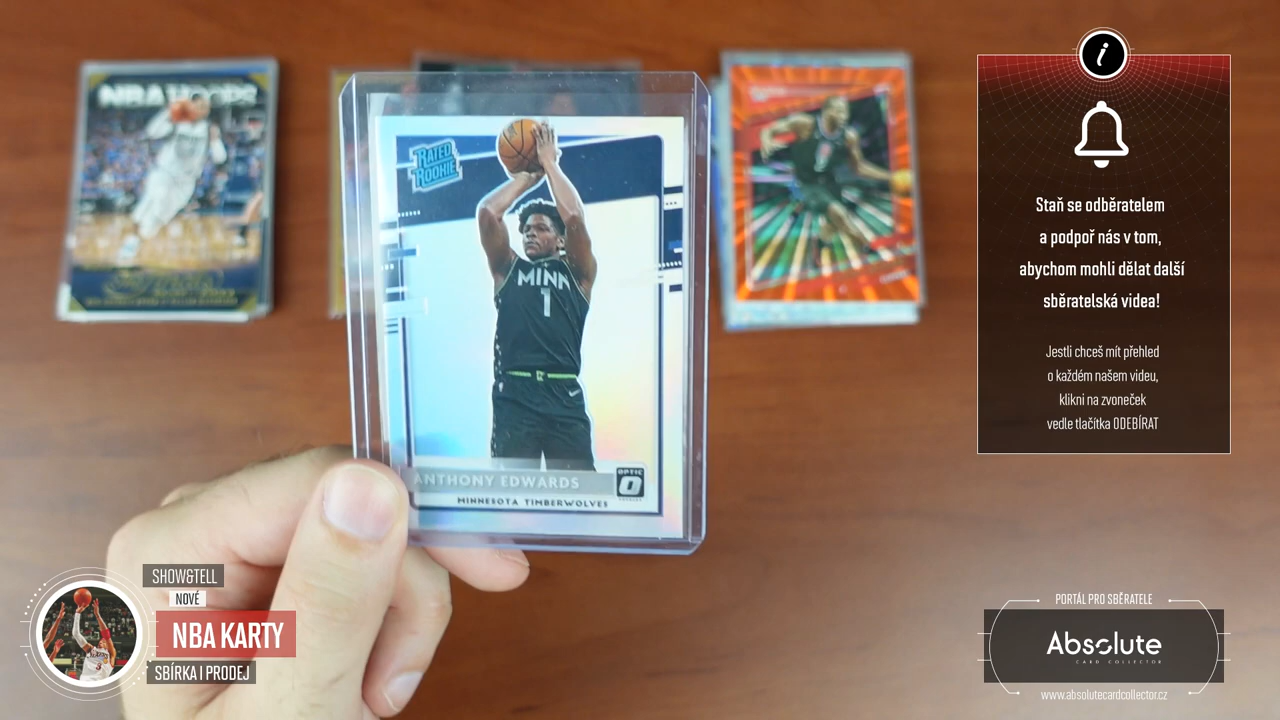 NBA HOOPS
RATED
ROOKIE
MINN
1
ANTHONY EDWARDS
OPTIC
MINNESOTA TIMBERWOLVES
i
Staň se odběratelem
a podpoř nás v tom,
abychom mohli dělat další
sběratelská videa!
Jestli chceš mít přehled
o každém našem videu,
klikni na zvoneček
vedle tlačítka ODEBÍRAT
SHOW&TELL
NOVÉ
NBA KARTY
SBÍRKA I PRODEJ
PORTÁL PRO SBĚRATELE
Absolute
CARD COLLECTOR
www.absolutecardcollector.cz